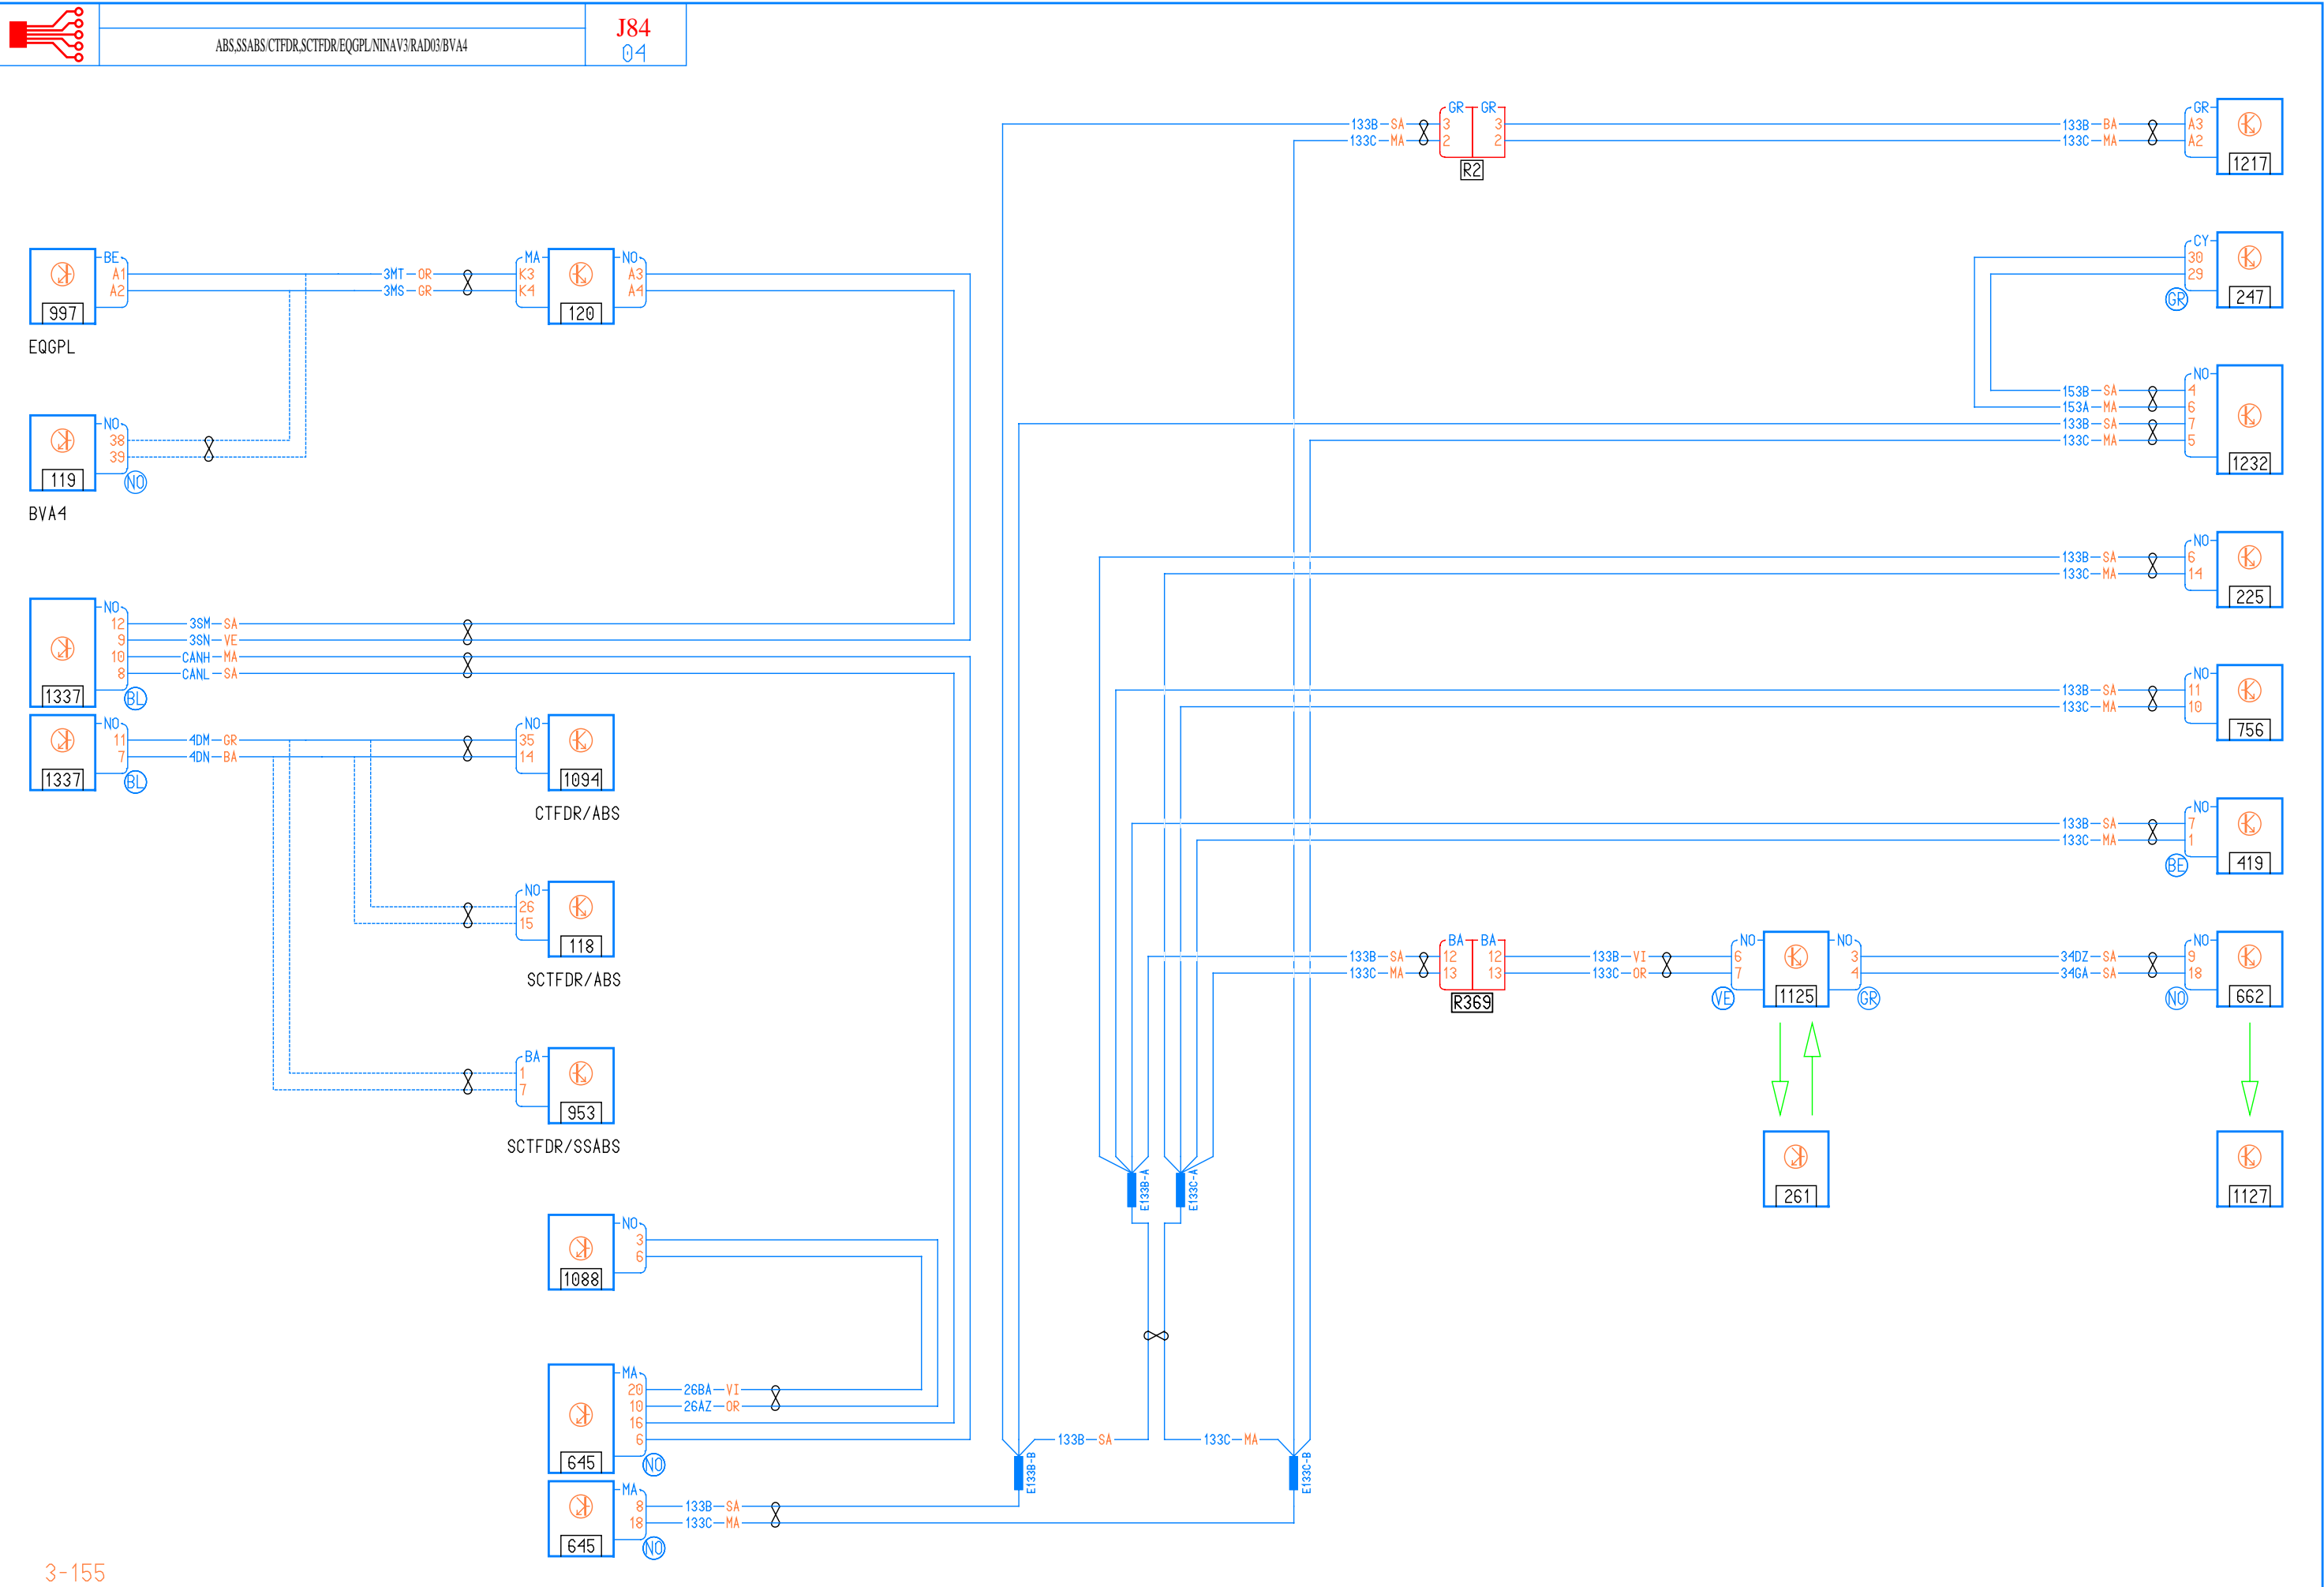 ABS,SSABS/CTFDR,SCTFDR/EQGPL/NINAV3/RAD03/BVA4
J84
04
GR GR
133B SA 3 3 133B BA A3
133C MA 2 2 133C MA A2
R2
GR
1217
BE
A1 3MT OR K3
A2 3MS GR K4
997
EQGPL
MA NO
A3
A4
120
CY
30
29
GR
247
NO
38
39
119
NO
BVA4
NO
153B SA 4
153A MA 6
133B SA 7
133C MA 5
1232
NO
133B SA 6
133C MA 14
225
NO
12 3SM SA
9 3SN VE
10 CANH MA
8 CANL SA
1337
BL
NO
133B SA 11
133C MA 10
756
NO
11 4DM GR
7 4DN BA
1337
BL
NO
35
14
1094
CTFDR/ABS
NO
133B SA 7
133C MA 1
BE
419
NO
26
15
118
SCTFDR/ABS
BA BA
133B SA 12 12 133B VI 6
133C MA 13 13 133C OR 7
R369
NO NO
VE
1125
GR
3 34DZ SA 9
4 34GA SA 18
NO
NO
662
BA
1
7
953
SCTFDR/SSABS
E133B-A
E133C-A
261
1127
NO
3
6
1088
MA
20 26BA VI
10 26AZ OR
16
6
645
NO
133B SA
133C MA
E133B-B
E133C-B
MA
8 133B SA
18 133C MA
645
NO
3-155